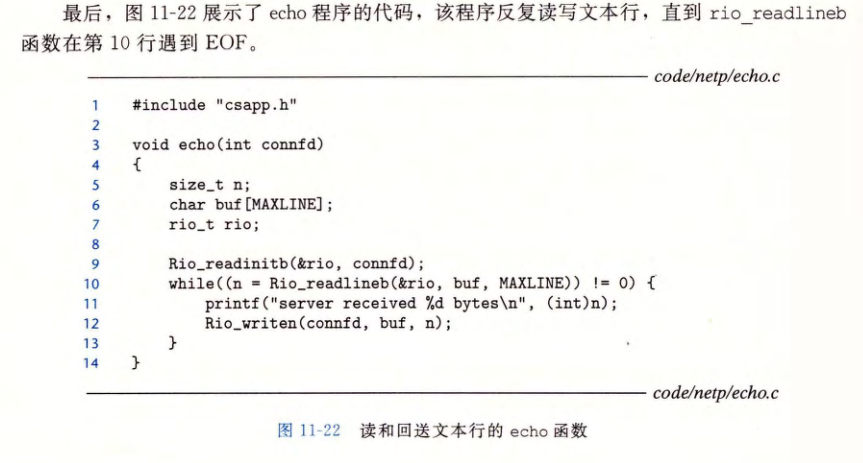 最后，图 11-22 展示了 echo 程序的代码，该程序反复读写文本行，直到 rio_readlineb
函数在第 10 行遇到 EOF。
code/netp/echo.c
1 #include "csapp.h"
2
3 void echo(int connfd)
4 {
5     size_t n;
6     char buf[MAXLINE];
7     rio_t rio;
8
9     Rio_readinitb(&rio, connfd);
10     while((n = Rio_readlineb(&rio, buf, MAXLINE)) != 0) {
11         printf("server received %d bytes\n", (int)n);
12         Rio_writen(connfd, buf, n);
13     }
14 }
code/netp/echo.c
图 11-22 读和回送文本行的 echo 函数